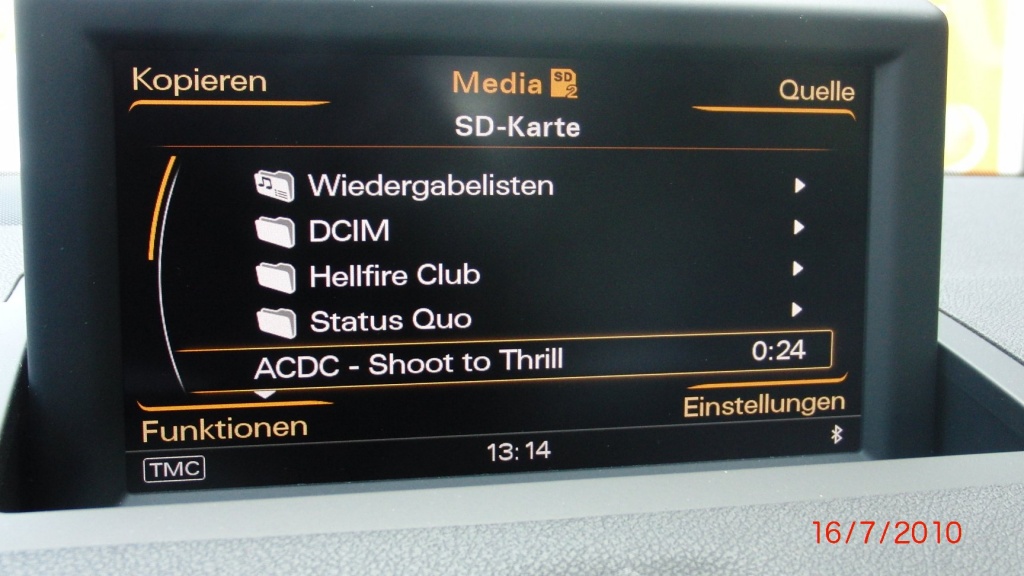 Kopieren
Media SD 2
Quelle
SD-Karte
Wiedergabelisten
DCIM
Hellfire Club
Status Quo
ACDC - Shoot to Thrill 0:24
Funktionen
Einstellungen
TMC
13:14
16/7/2010